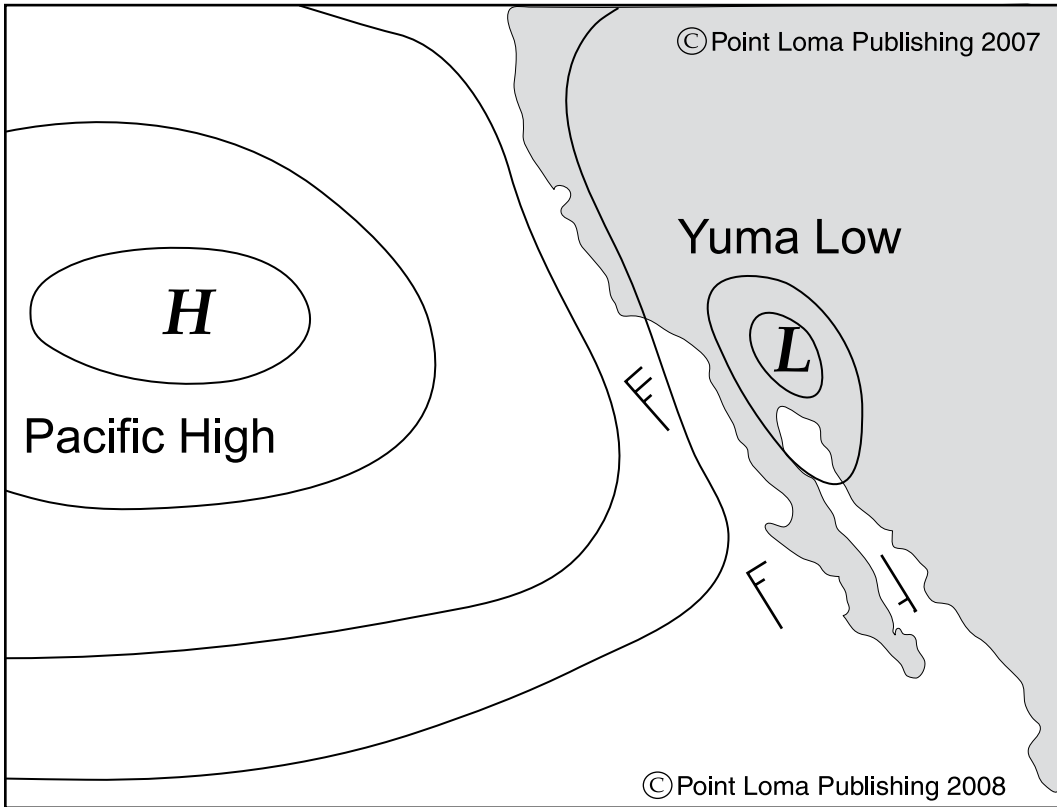 © Point Loma Publishing 2007
Yuma Low
H
L
Pacific High
© Point Loma Publishing 2008